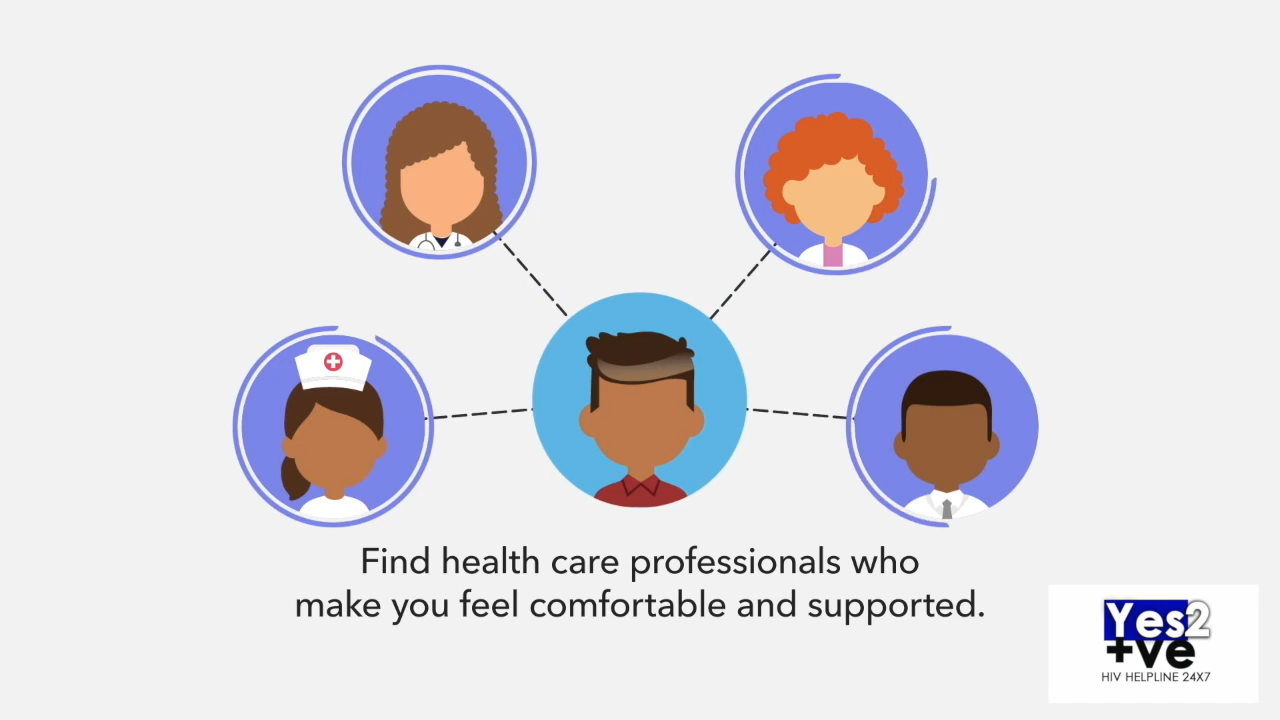 Find health care professionals who
make you feel comfortable and supported.
Yes2
+ve
HIV HELPLINE 24X7